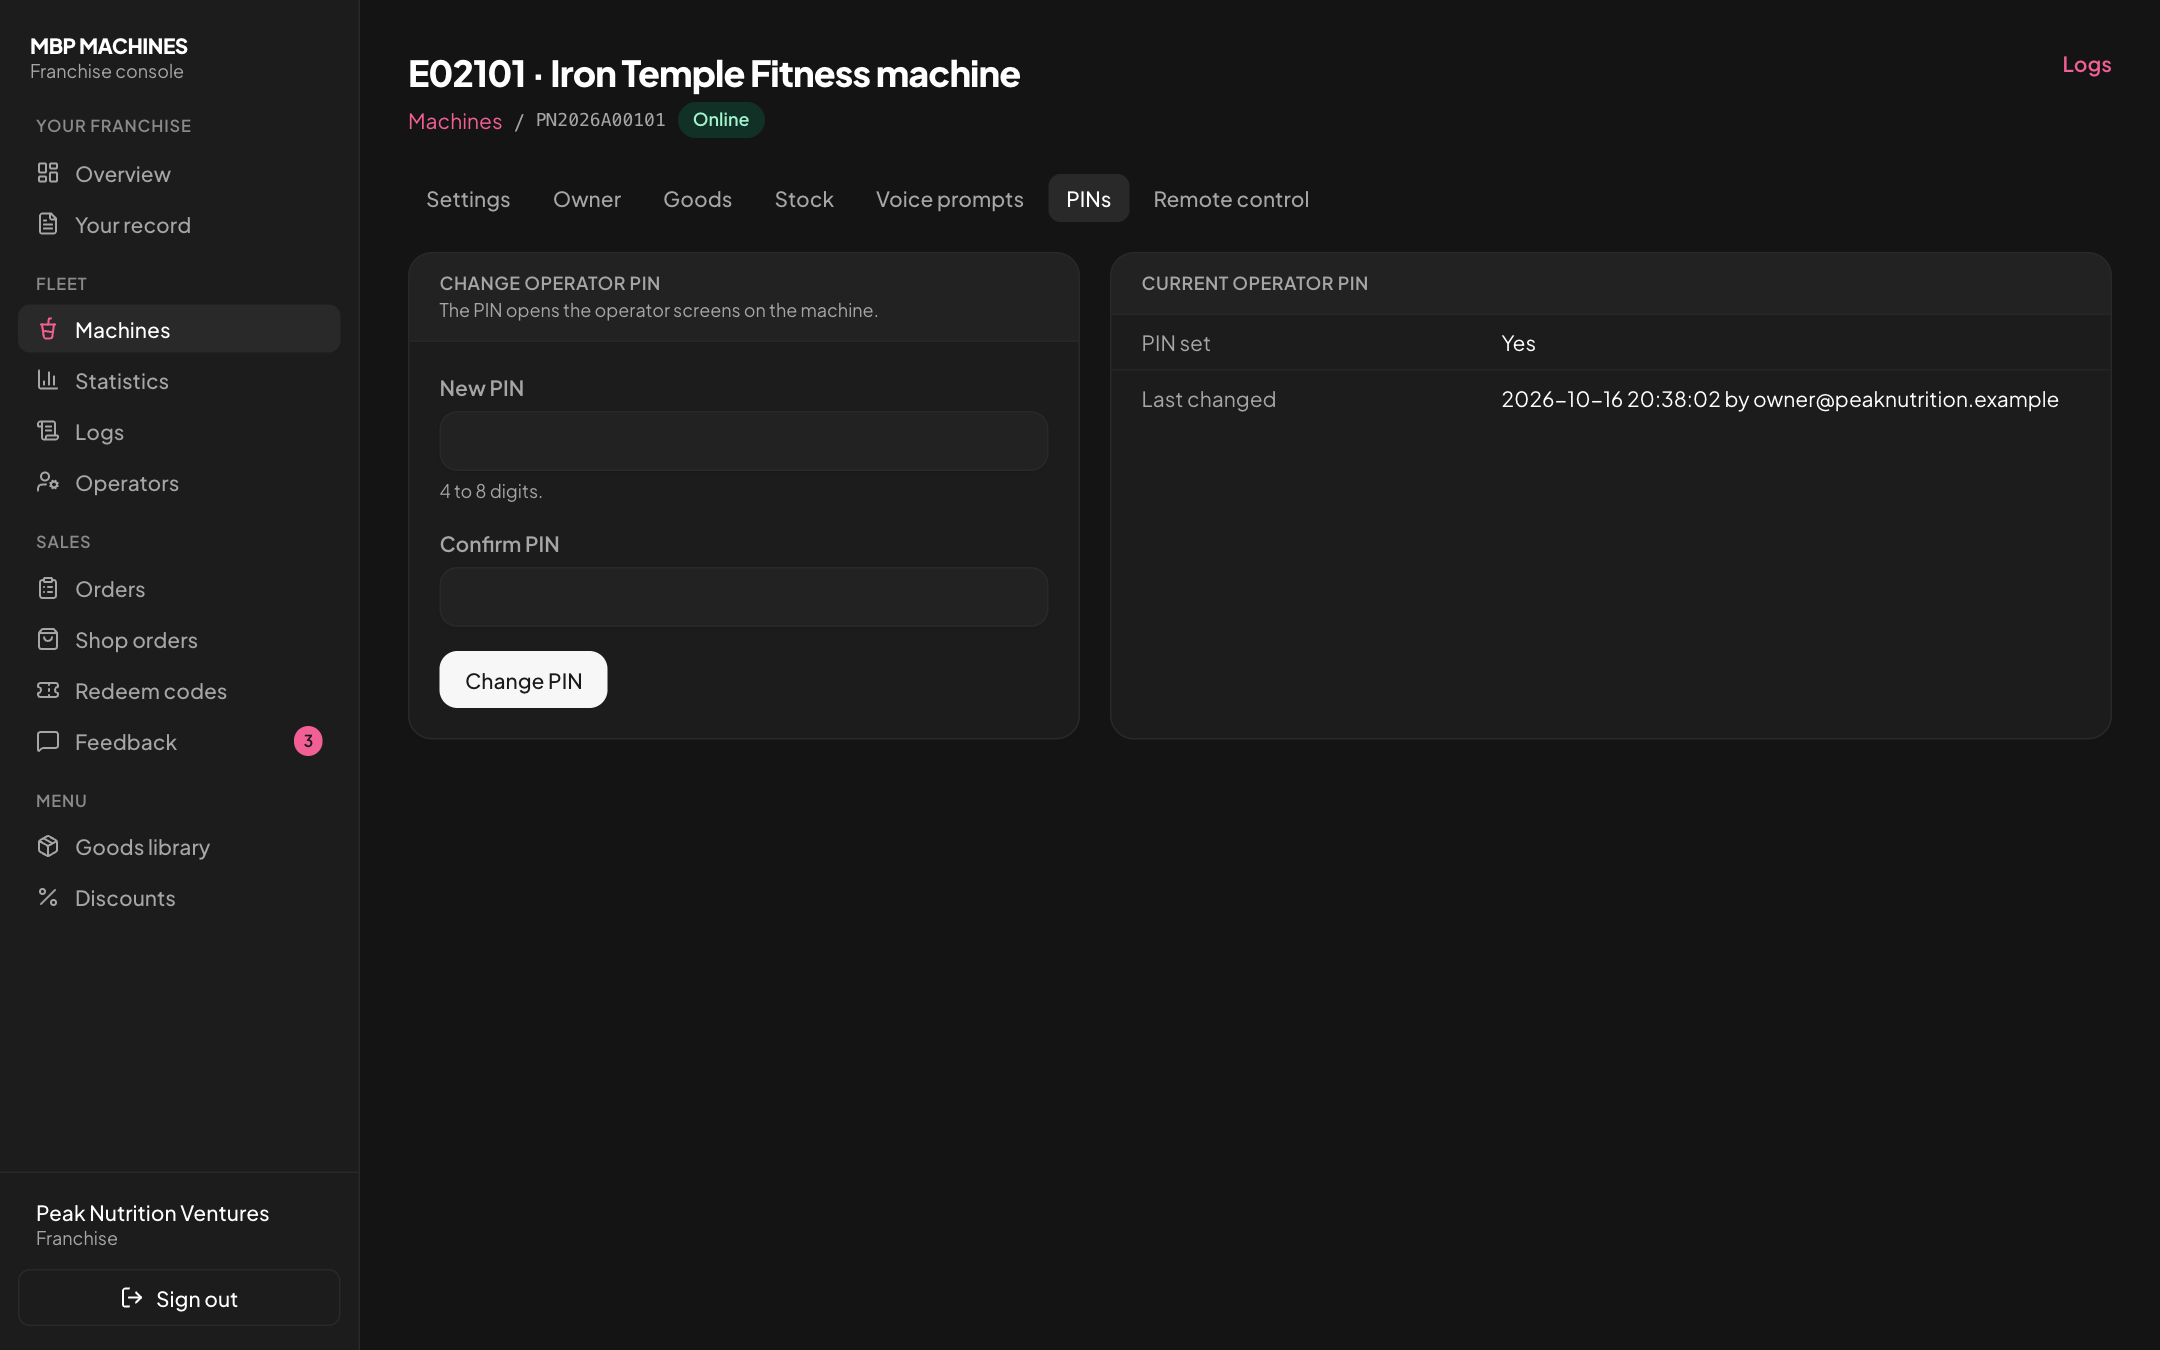 MBP MACHINES
Franchise console
YOUR FRANCHISE
Overview
Your record
FLEET
Machines
Statistics
Logs
Operators
SALES
Orders
Shop orders
Redeem codes
Feedback 3
MENU
Goods library
Discounts
Peak Nutrition Ventures
Franchise
Sign out
E02101 · Iron Temple Fitness machine
Logs
Machines / PN2026A00101 Online
Settings Owner Goods Stock Voice prompts PINs Remote control
CHANGE OPERATOR PIN
The PIN opens the operator screens on the machine.
New PIN
4 to 8 digits.
Confirm PIN
Change PIN
CURRENT OPERATOR PIN
PIN set Yes
Last changed 2026-10-16 20:38:02 by owner@peaknutrition.example